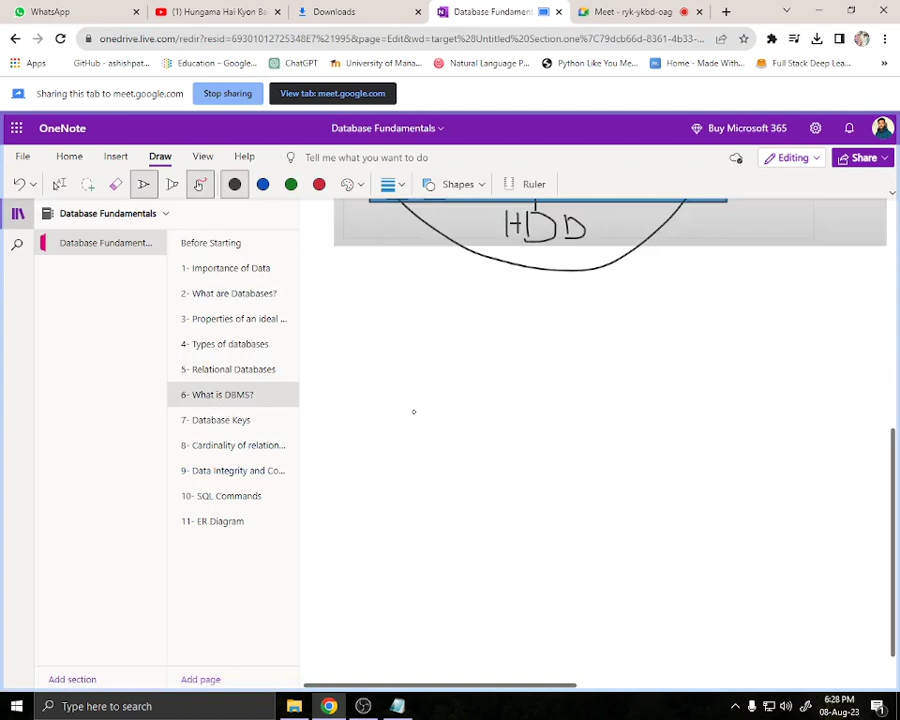 WhatsApp
(1) Hungama Hai Kyon Ba
Downloads
Database Fundamen
Meet - ryk-ykbd-oag
onedrive.live.com/redir?resid=69301012725348E7%21995&page=Edit&wd=target%28Untitled%20Section.one%7C79dcb66d-8361-4b33-...
Apps
GitHub - ashishpat...
Education – Google...
ChatGPT
University of Mana...
Natural Language P...
Python Like You Me...
Home - Made With...
Full Stack Deep Lea...
Sharing this tab to meet.google.com
Stop sharing
View tab: meet.google.com
OneNote
Database Fundamentals
Buy Microsoft 365
File
Home
Insert
Draw
View
Help
Tell me what you want to do
Editing
Share
Shapes
Ruler
Database Fundamentals
Database Fundament...
Before Starting
1- Importance of Data
2- What are Databases?
3- Properties of an ideal ...
4- Types of databases
5- Relational Databases
6- What is DBMS?
7- Database Keys
8- Cardinality of relation...
9- Data Integrity and Co...
10- SQL Commands
11- ER Diagram
HDD
Add section
Add page
Type here to search
6:28 PM
08-Aug-23
1